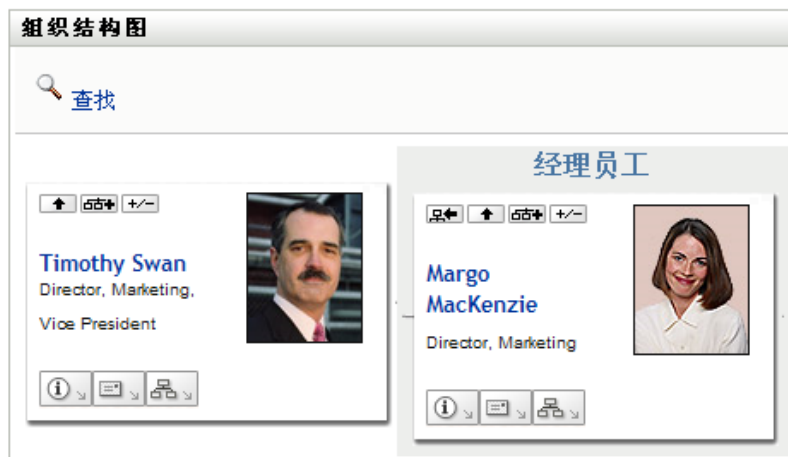 组织结构图
查找
经理员工
+/-
Timothy Swan
Director, Marketing,
Vice President
+/-
Margo
MacKenzie
Director, Marketing